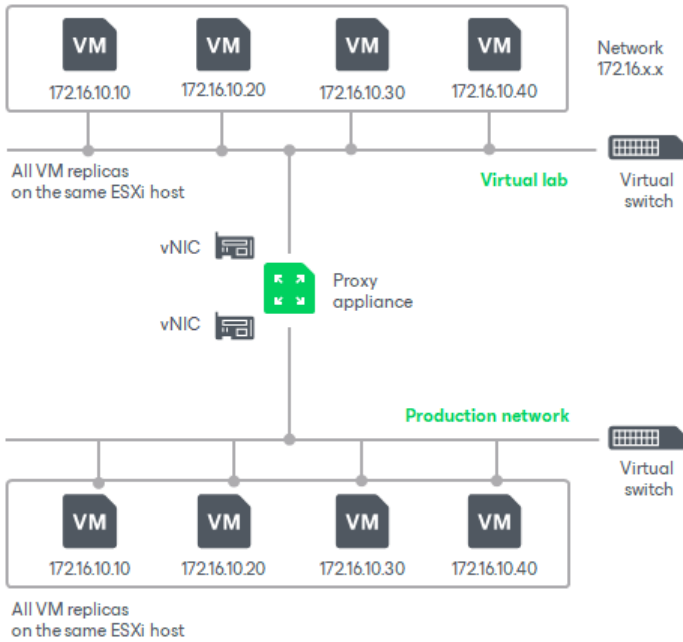 VM
VM
VM
VM
172.16.10.10
172.16.10.20
172.16.10.30
172.16.10.40
Network
172.16.x.x
All VM replicas
on the same ESXi host
Virtual lab
Virtual
switch
vNIC
Proxy
appliance
vNIC
Production network
Virtual
switch
VM
VM
VM
VM
172.16.10.10
172.16.10.20
172.16.10.30
172.16.10.40
All VM replicas
on the same ESXi host